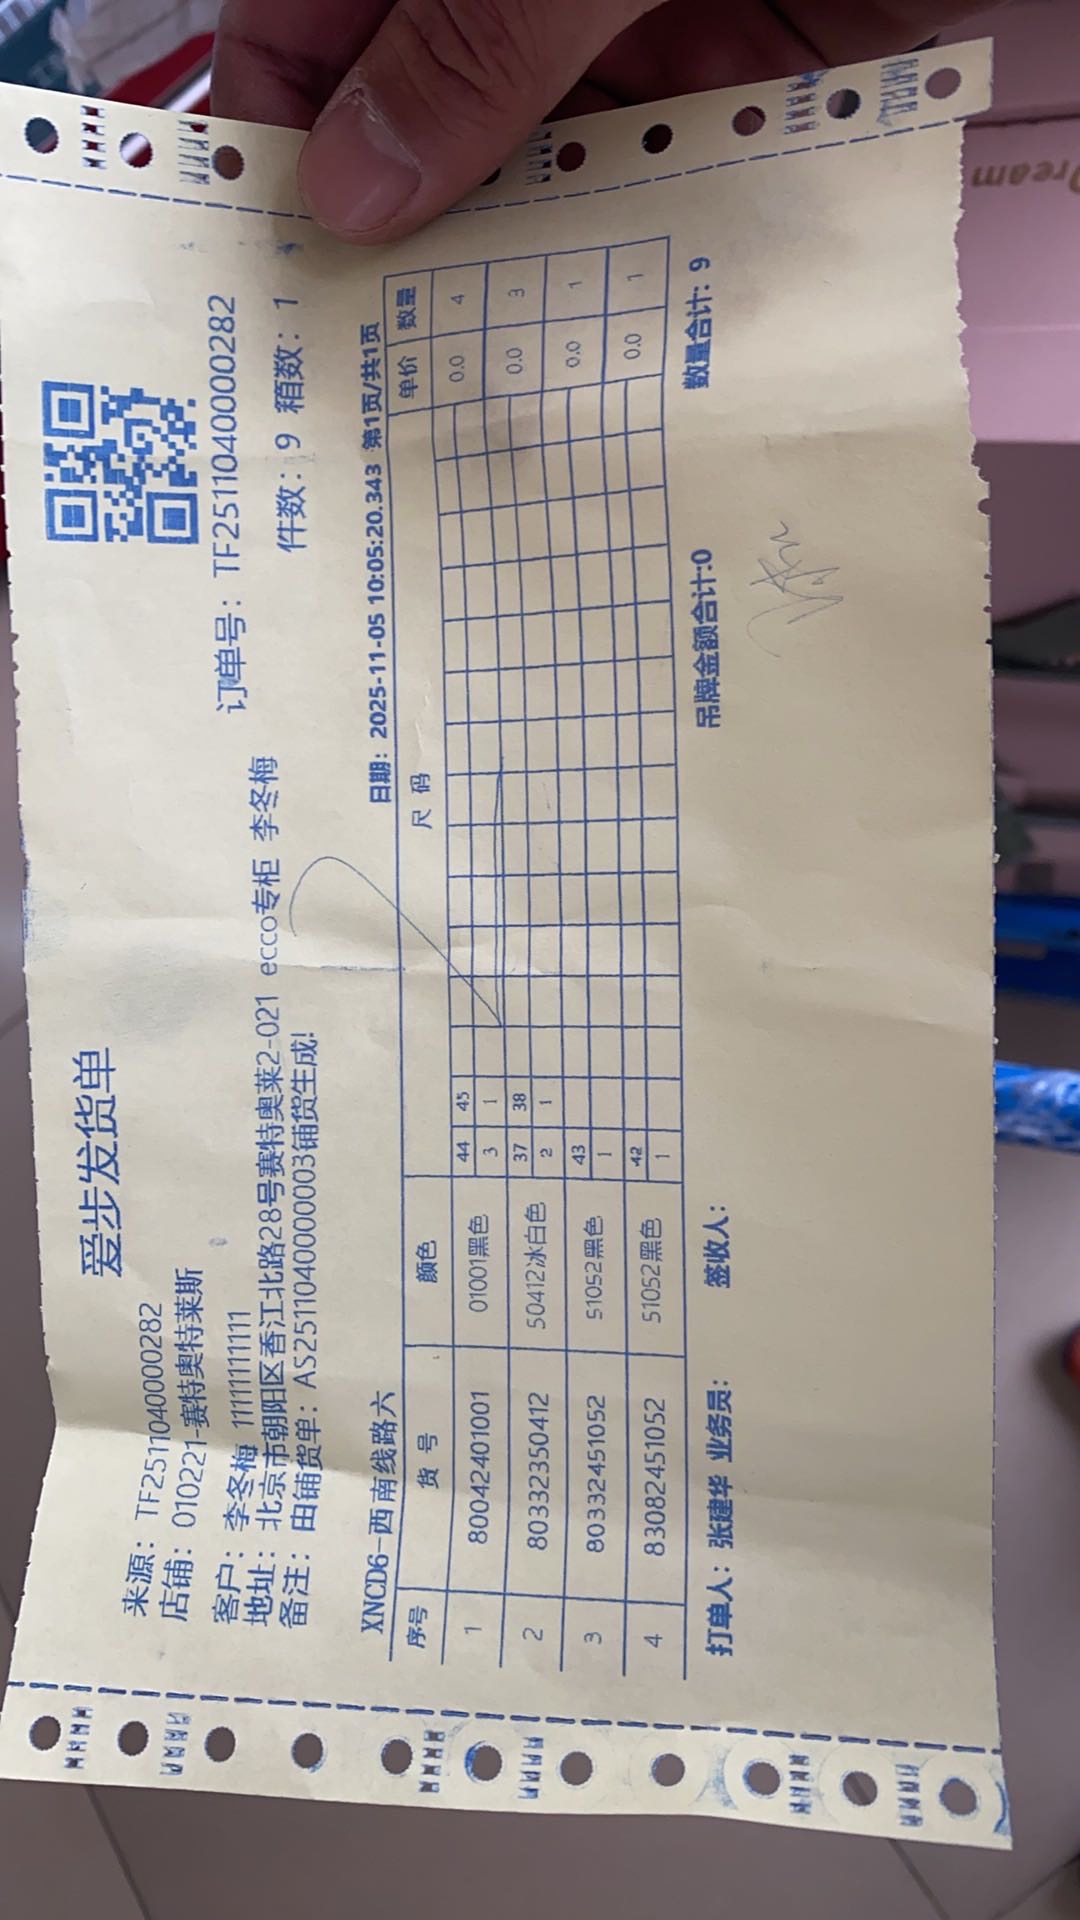 爱步发货单
来源：TF2511040000282
店铺：010221-赛特奥特莱斯
订单号：TF2511040000282
客户：李冬梅 11111111111
件数：9 箱数：1
地址：北京市朝阳区香江北路28号赛特奥莱2-021 ecco专柜 李冬梅
备注：由铺货单：AS2511040000003铺货生成!
XNCD6-西南线路六 日期：2025-11-05 10:05:20.343 第1页/共1页
序号 货 号 颜色 尺 码 单价 数量
1 80042401001 01001黑色 44 45 0.0 4
3 1
2 80332350412 50412冰白色 37 38 0.0 3
2 1
3 80332451052 51052黑色 43 0.0 1
1
4 83082451052 51052黑色 42 0.0 1
1
打单人：张建华 业务员： 签收人： 吊牌金额合计:0 数量合计: 9
Dream